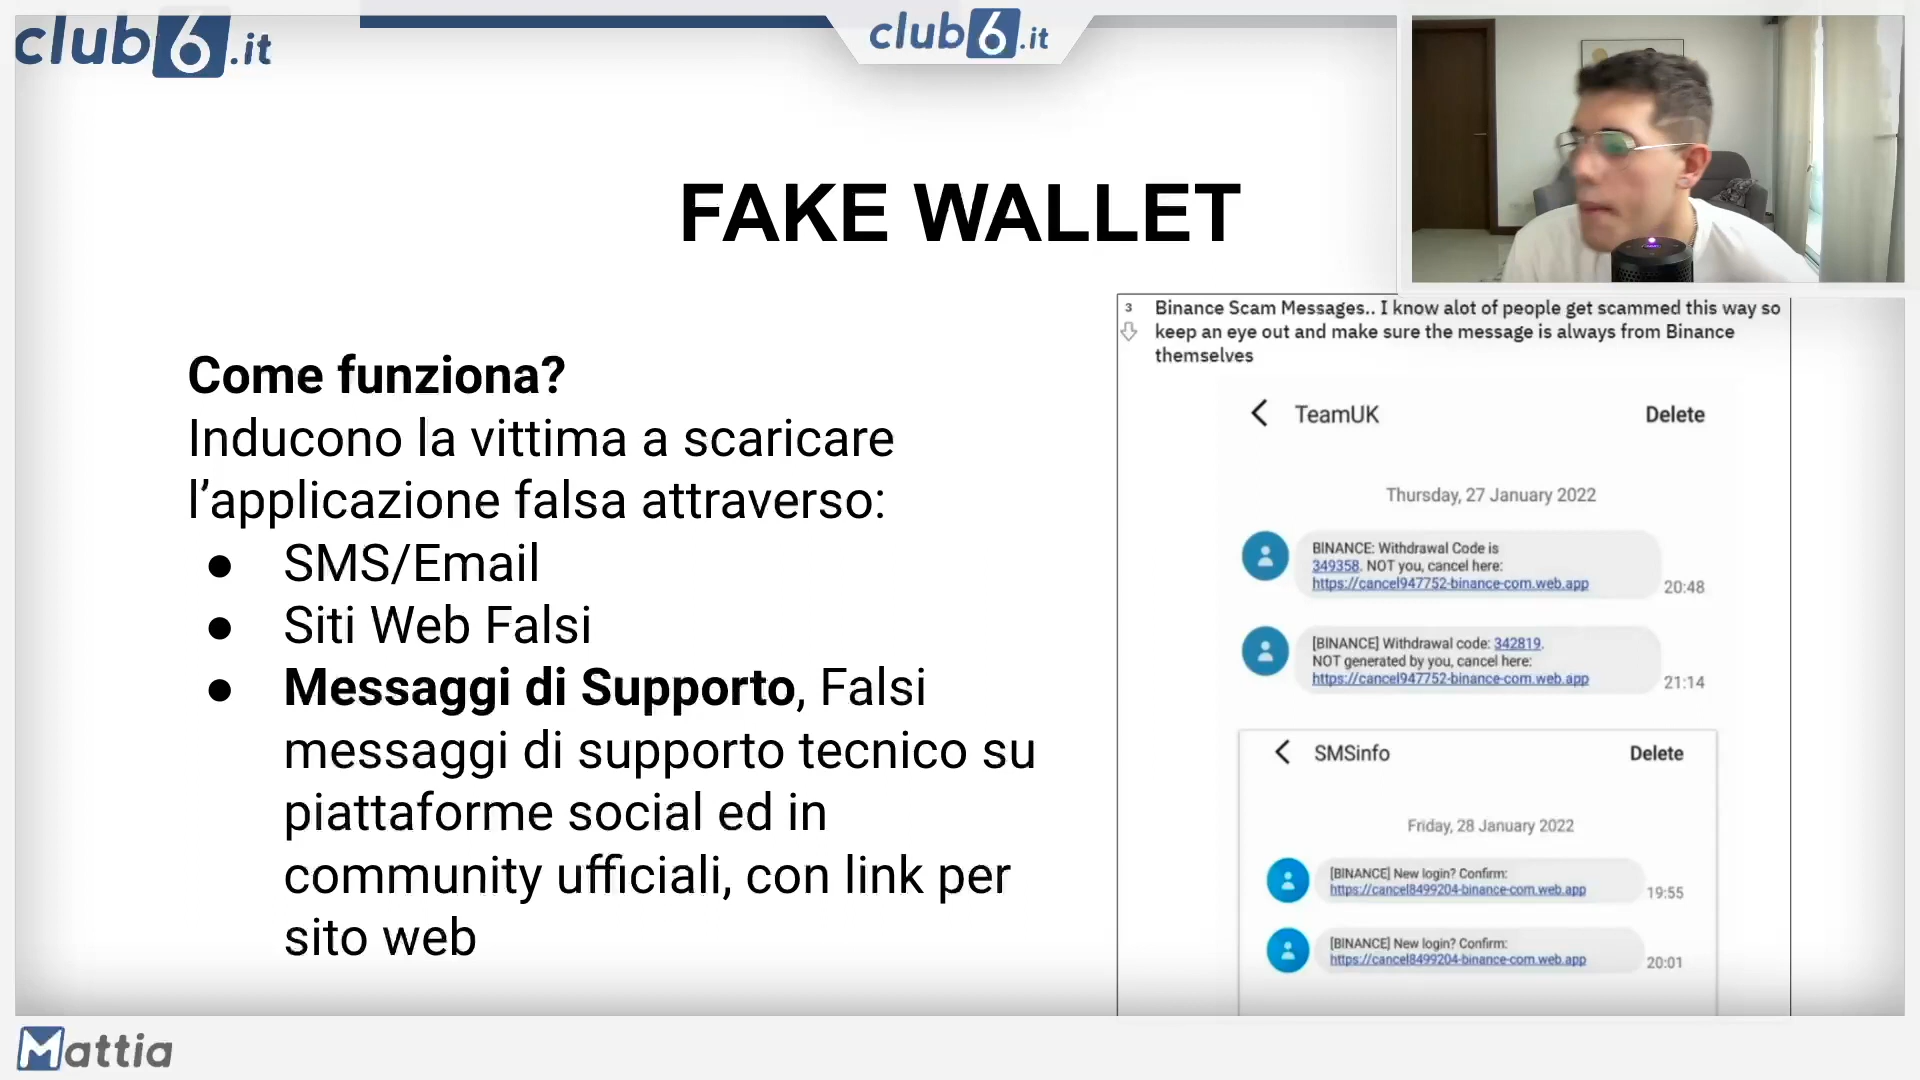 club6.it
club6.it
FAKE WALLET
Come funziona?
Inducono la vittima a scaricare
l’applicazione falsa attraverso:
● SMS/Email
● Siti Web Falsi
● Messaggi di Supporto, Falsi
messaggi di supporto tecnico su
piattaforme social ed in
community ufficiali, con link per
sito web
3
Binance Scam Messages.. I know alot of people get scammed this way so
keep an eye out and make sure the message is always from Binance
themselves
TeamUK Delete
Thursday, 27 January 2022
BINANCE: Withdrawal Code is
349358. NOT you, cancel here:
https://cancel947752-binance-com.web.app
20:48
[BINANCE] Withdrawal code: 342819.
NOT generated by you, cancel here:
https://cancel947752-binance-com.web.app
21:14
SMSinfo Delete
Friday, 28 January 2022
[BINANCE] New login? Confirm:
https://cancel8499204-binance-com.web.app
19:55
[BINANCE] New login? Confirm:
https://cancel8499204-binance-com.web.app
20:01
Mattia